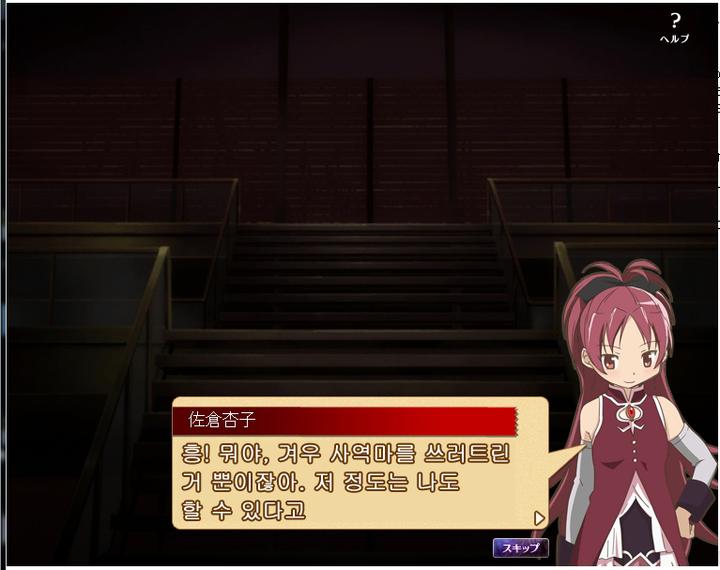 ?
ヘルプ
佐倉杏子
흥! 뭐야, 겨우 사역마를 쓰러트린
거 뿐이잖아. 저 정도는 나도
할 수 있다고
スキップ